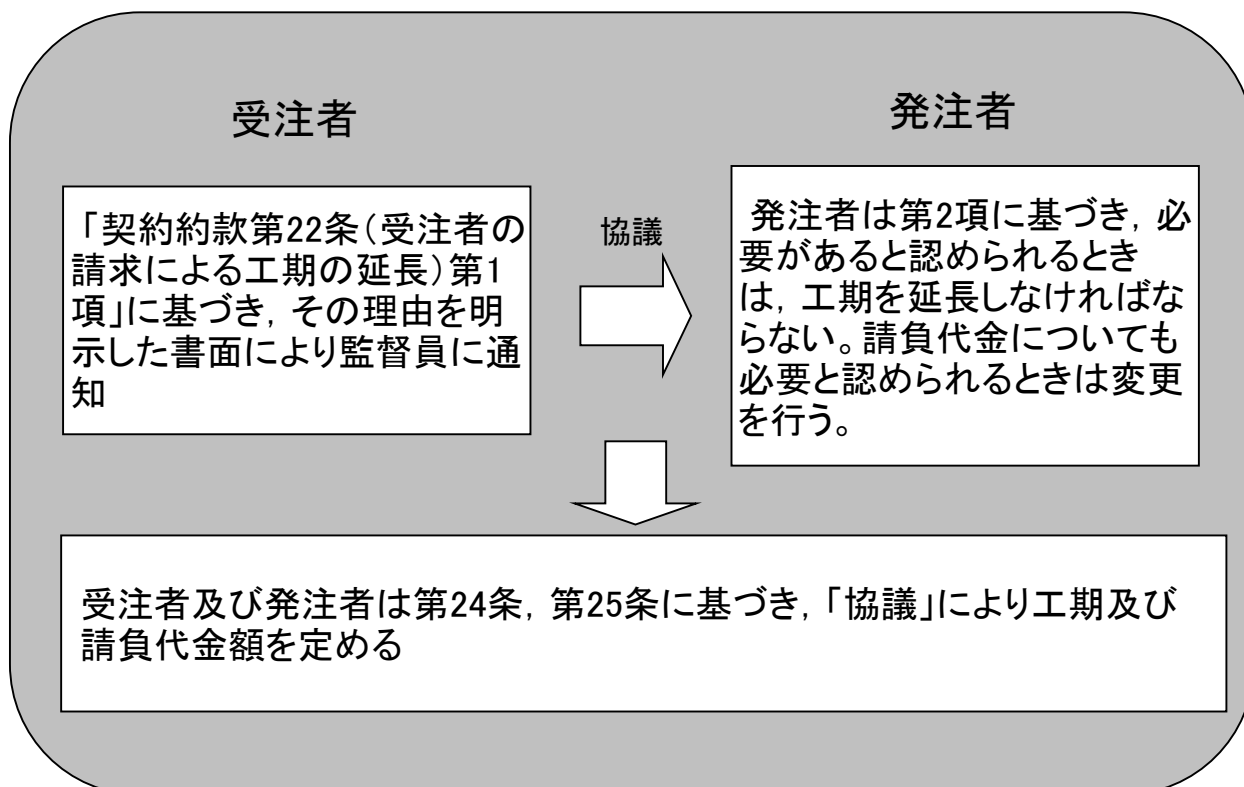 受注者
発注者
「契約約款第22条（受注者の
請求による工期の延長）第1
項」に基づき，その理由を明
示した書面により監督員に通
知
協議
発注者は第2項に基づき，必
要があると認められるとき
は，工期を延長しなければな
らない。請負代金についても
必要と認められるときは変更
を行う。
受注者及び発注者は第24条，第25条に基づき，「協議」により工期及び
請負代金額を定める